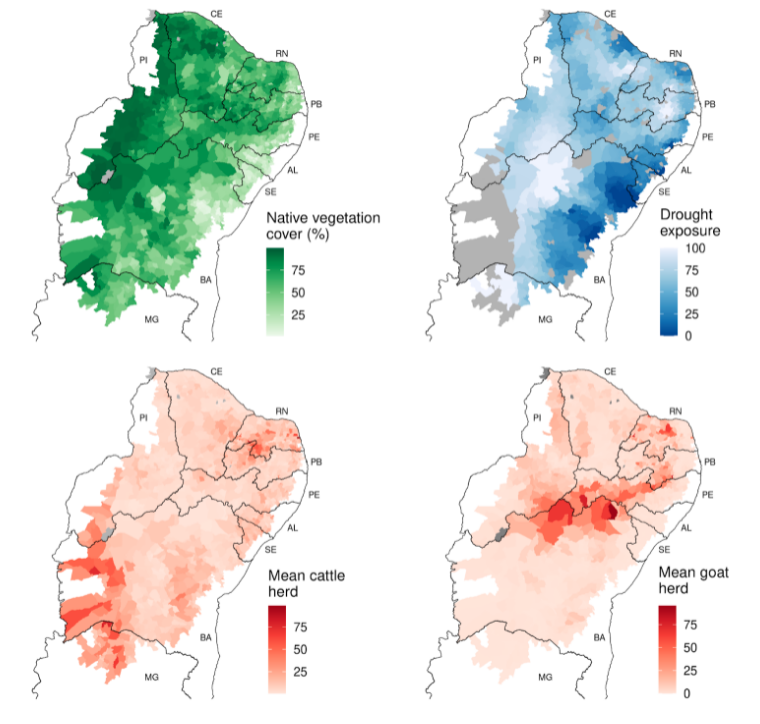 CE
PI
RN
PB
PE
AL
SE
Native vegetation
cover (%)
75
50
25
BA
MG
CE
PI
RN
PB
PE
AL
SE
Drought
exposure
100
75
50
25
0
BA
MG
CE
PI
RN
PB
PE
AL
SE
Mean cattle
herd
75
50
25
BA
MG
CE
PI
RN
PB
PE
AL
SE
Mean goat
herd
75
50
25
0
BA
MG